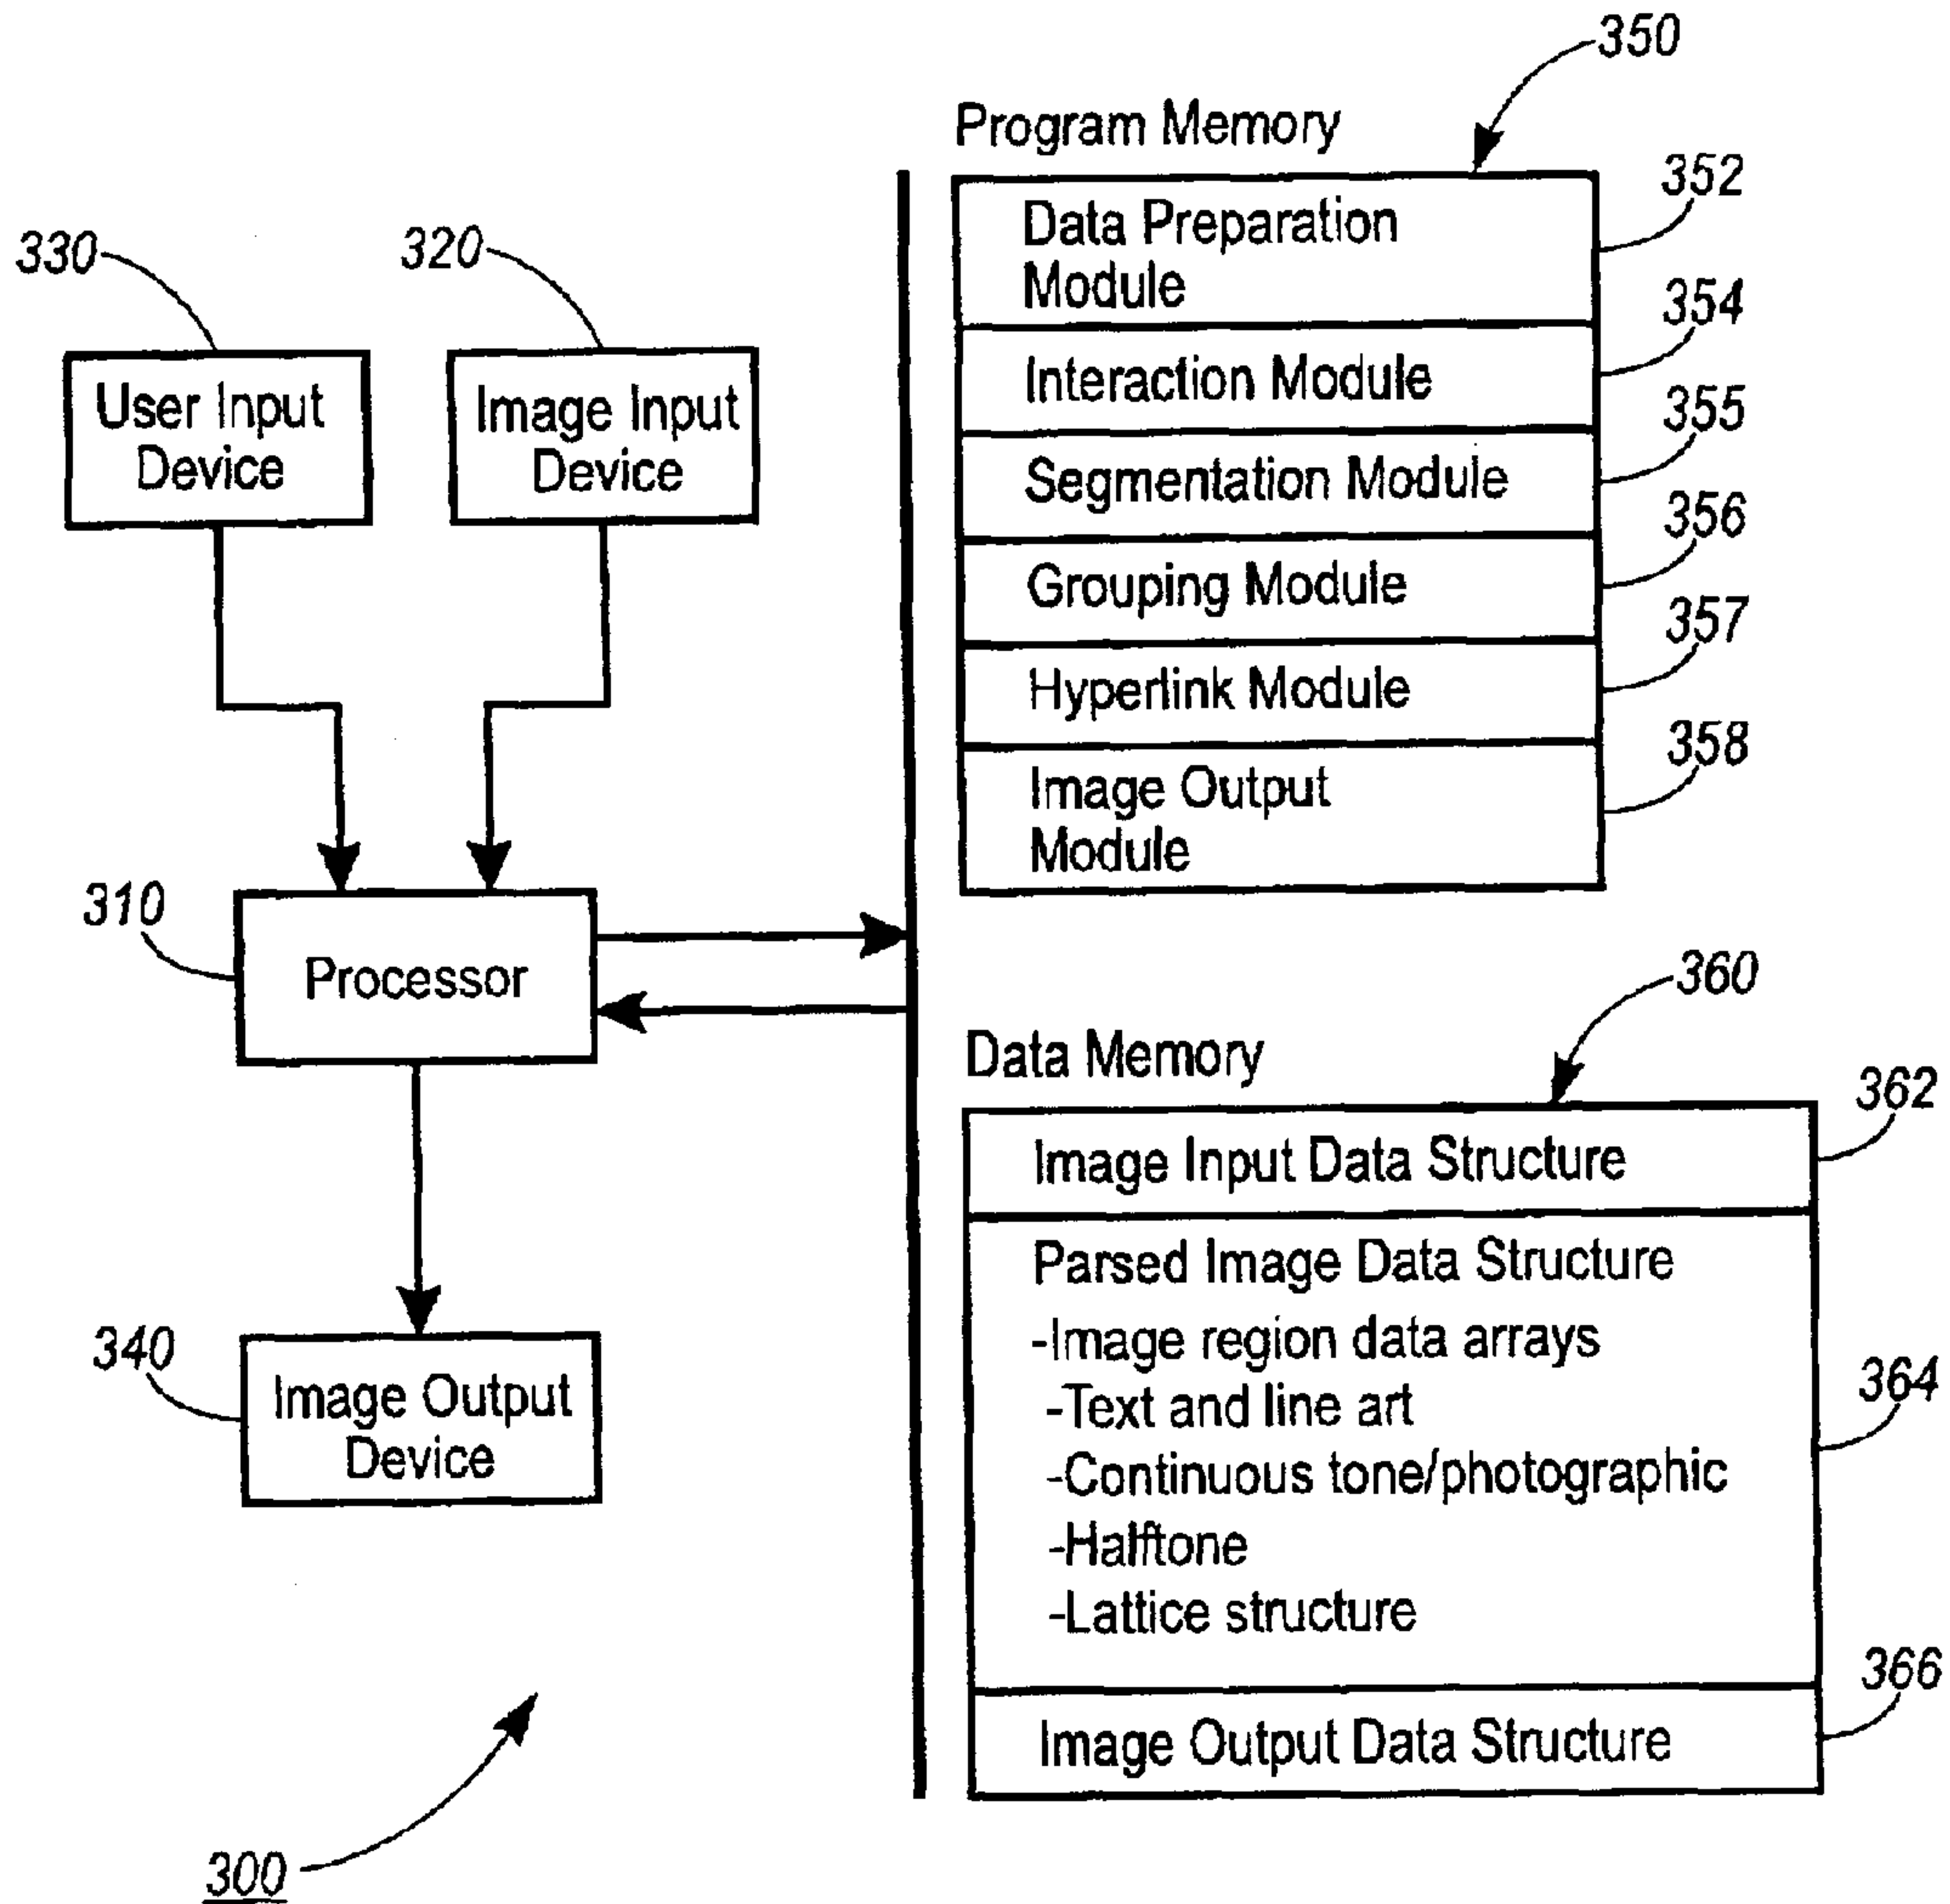 350
Program Memory
352
Data Preparation
Module
354
Interaction Module
355
Segmentation Module
356
Grouping Module
357
Hyperlink Module
358
Image Output
Module
330
User Input
Device
320
Image Input
Device
310
Processor
340
Image Output
Device
360
Data Memory
362
Image Input Data Structure
Parsed Image Data Structure
-Image region data arrays
-Text and line art
-Continuous tone/photographic
-Halftone
-Lattice structure
364
366
Image Output Data Structure
300